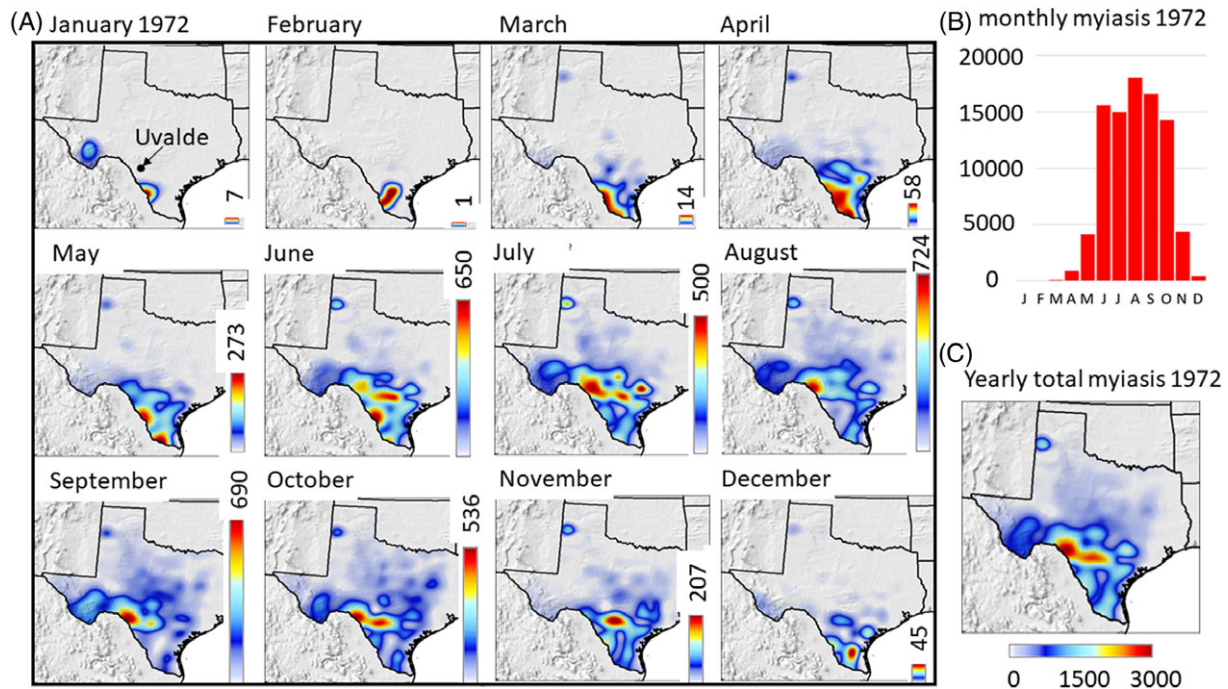 (A) January 1972 February March April
Uvalde
7 1 14 58
May June July August
273 650 500 724
September October November December
690 536 207 45
(B) monthly myiasis 1972
20000
15000
10000
5000
0
J F M A M J J A S O N D
(C)
Yearly total myiasis 1972
0 1500 3000